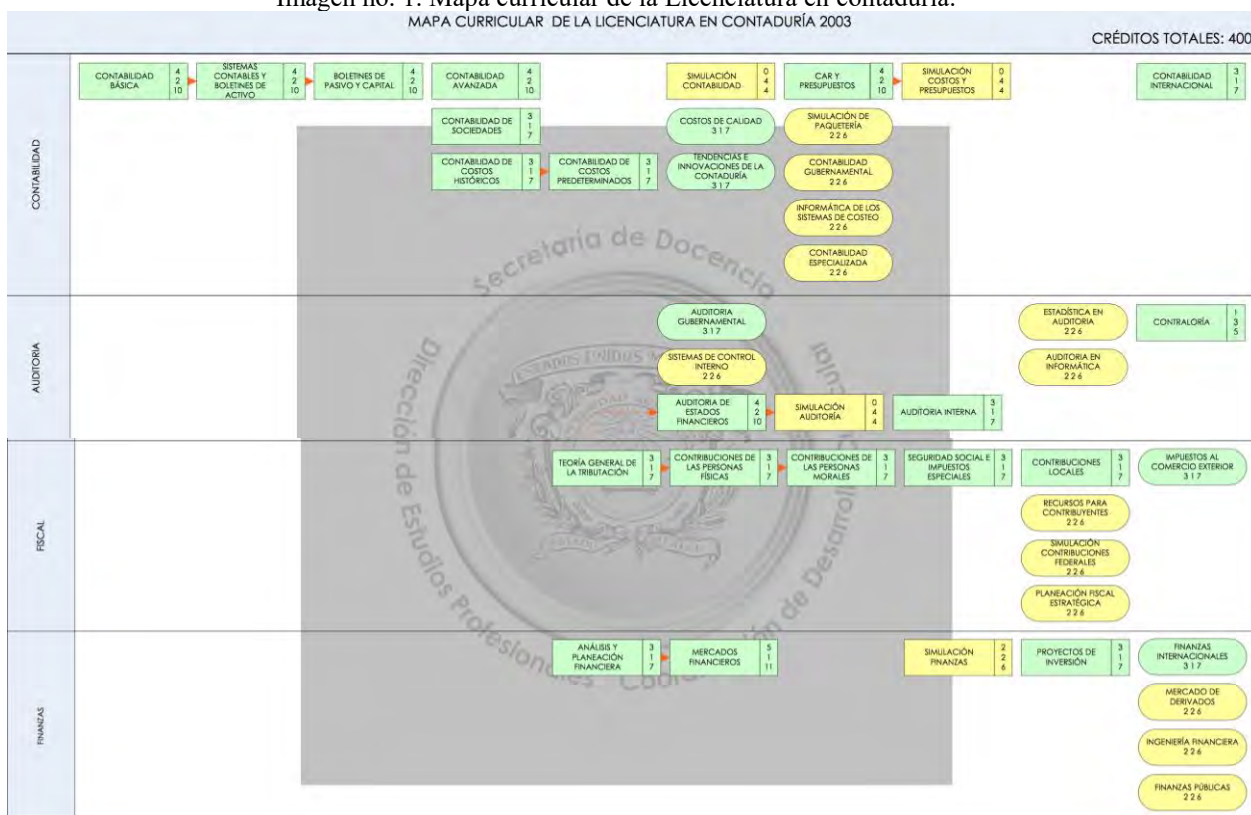 Imagen no. 1. Mapa curricular de la Licenciatura en contaduría.
MAPA CURRICULAR DE LA LICENCIATURA EN CONTADURÍA 2003
CRÉDITOS TOTALES: 400
CONTABILIDAD
CONTABILIDAD
BÁSICA
4
2
10
SISTEMAS
CONTABLES Y
BOLETINES DE
ACTIVO
4
2
10
BOLETINES DE
PASIVO Y CAPITAL
4
2
10
CONTABILIDAD
AVANZADA
4
2
10
SIMULACIÓN
CONTABILIDAD
0
4
4
CAR Y
PRESUPUESTOS
4
2
10
SIMULACIÓN
COSTOS Y
PRESUPUESTOS
0
4
4
CONTABILIDAD
INTERNACIONAL
3
1
7
CONTABILIDAD DE
SOCIEDADES
3
1
7
COSTOS DE CALIDAD
3 1 7
SIMULACIÓN DE
PAQUETERÍA
2 2 6
CONTABILIDAD DE
COSTOS
HISTÓRICOS
3
1
7
CONTABILIDAD DE
COSTOS
PREDETERMINADOS
3
1
7
TENDENCIAS E
INNOVACIONES DE LA
CONTADURÍA
3 1 7
CONTABILIDAD
GUBERNAMENTAL
2 2 6
INFORMÁTICA DE LOS
SISTEMAS DE COSTEO
2 2 6
CONTABILIDAD
ESPECIALIZADA
2 2 6
AUDITORIA
AUDITORIA
GUBERNAMENTAL
3 1 7
ESTADÍSTICA EN
AUDITORIA
2 2 6
CONTRALORÍA
1
3
5
SISTEMAS DE CONTROL
INTERNO
2 2 6
AUDITORIA EN
INFORMÁTICA
2 2 6
AUDITORIA DE
ESTADOS
FINANCIEROS
4
2
10
SIMULACIÓN
AUDITORÍA
0
4
4
AUDITORIA INTERNA
3
1
7
FISCAL
TEORÍA GENERAL DE
LA TRIBUTACIÓN
3
1
7
CONTRIBUCIONES DE
LAS PERSONAS
FÍSICAS
3
1
7
CONTRIBUCIONES DE
LAS PERSONAS
MORALES
3
1
7
SEGURIDAD SOCIAL E
IMPUESTOS
ESPECIALES
3
1
7
CONTRIBUCIONES
LOCALES
3
1
7
IMPUESTOS AL
COMERCIO EXTERIOR
3 1 7
RECURSOS PARA
CONTRIBUYENTES
2 2 6
SIMULACIÓN
CONTRIBUCIONES
FEDERALES
2 2 6
PLANEACIÓN FISCAL
ESTRATÉGICA
2 2 6
FINANZAS
ANÁLISIS Y
PLANEACIÓN
FINANCIERA
3
1
7
MERCADOS
FINANCIEROS
5
1
11
SIMULACIÓN
FINANZAS
2
2
6
PROYECTOS DE
INVERSIÓN
3
1
7
FINANZAS
INTERNACIONALES
3 1 7
MERCADO DE
DERIVADOS
2 2 6
INGENIERÍA FINANCIERA
2 2 6
FINANZAS PÚBLICAS
2 2 6
Secretaría de Docencia
Dirección de Estudios Profesionales